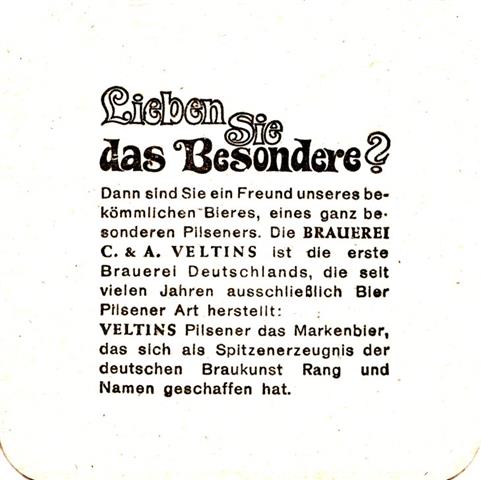 Lieben
Sie
das Besondere?
Dann sind Sie ein Freund unseres be-
kömmlichen Bieres, eines ganz be-
sonderen Pilseners. Die BRAUEREI
C. & A. VELTINS ist die erste
Brauerei Deutschlands, die seit
vielen Jahren ausschließlich Bier
Pilsener Art herstellt:
VELTINS Pilsener das Markenbier,
das sich als Spitzenerzeugnis der
deutschen Braukunst Rang und
Namen geschaffen hat.